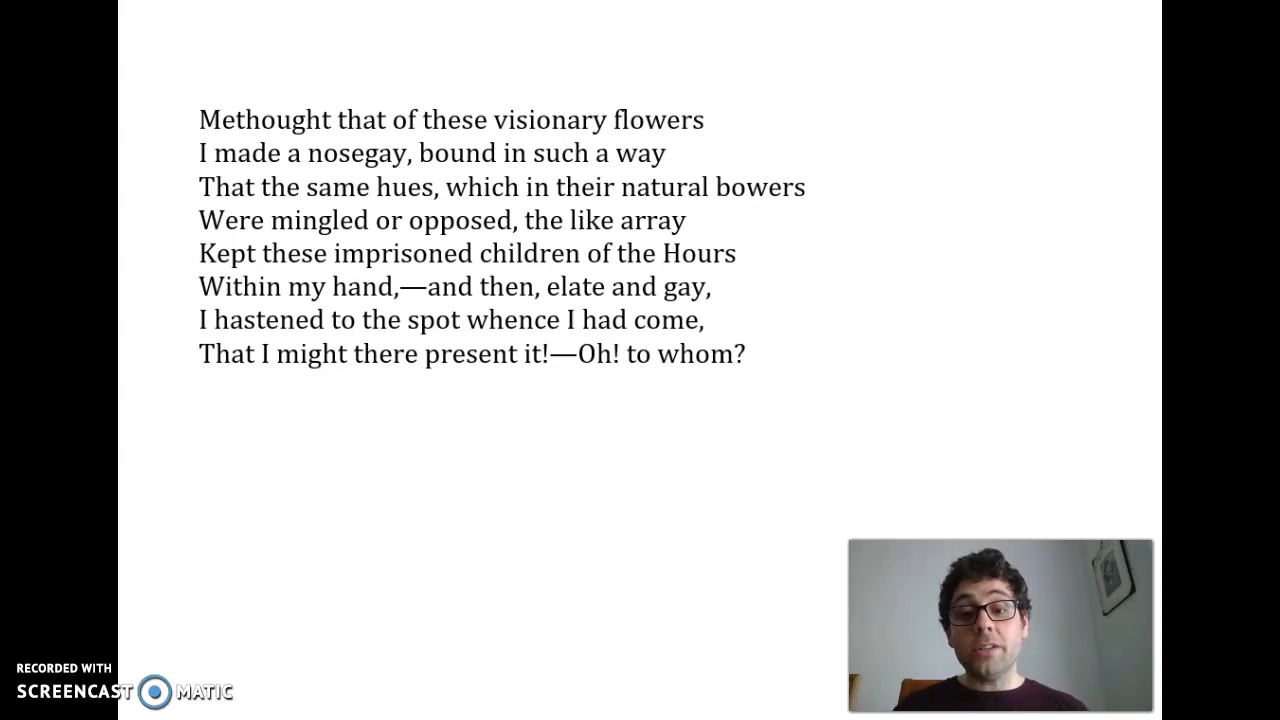 Methought that of these visionary flowers
I made a nosegay, bound in such a way
That the same hues, which in their natural bowers
Were mingled or opposed, the like array
Kept these imprisoned children of the Hours
Within my hand,—and then, elate and gay,
I hastened to the spot whence I had come,
That I might there present it!—Oh! to whom?
RECORDED WITH
SCREENCAST MATIC